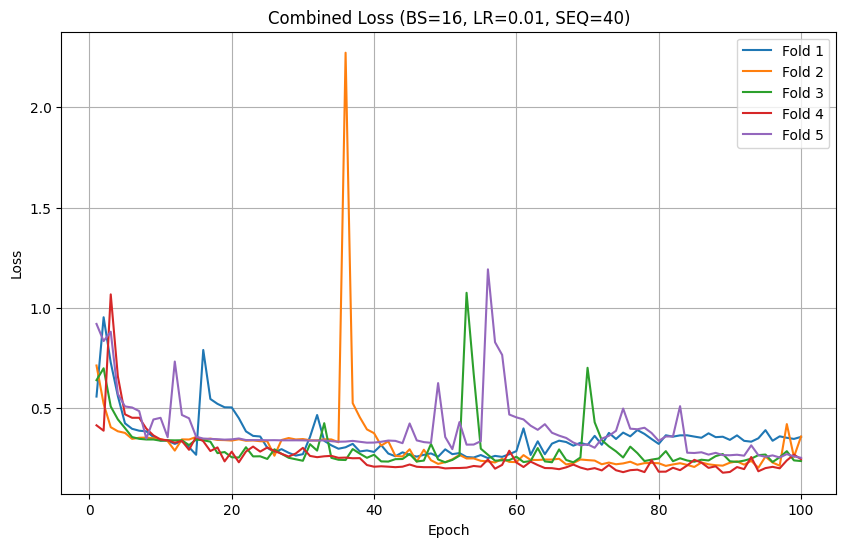 Combined Loss (BS=16, LR=0.01, SEQ=40)
Fold 1
Fold 2
Fold 3
Fold 4
Fold 5
2.0
1.5
1.0
0.5
Loss
0 20 40 60 80 100
Epoch